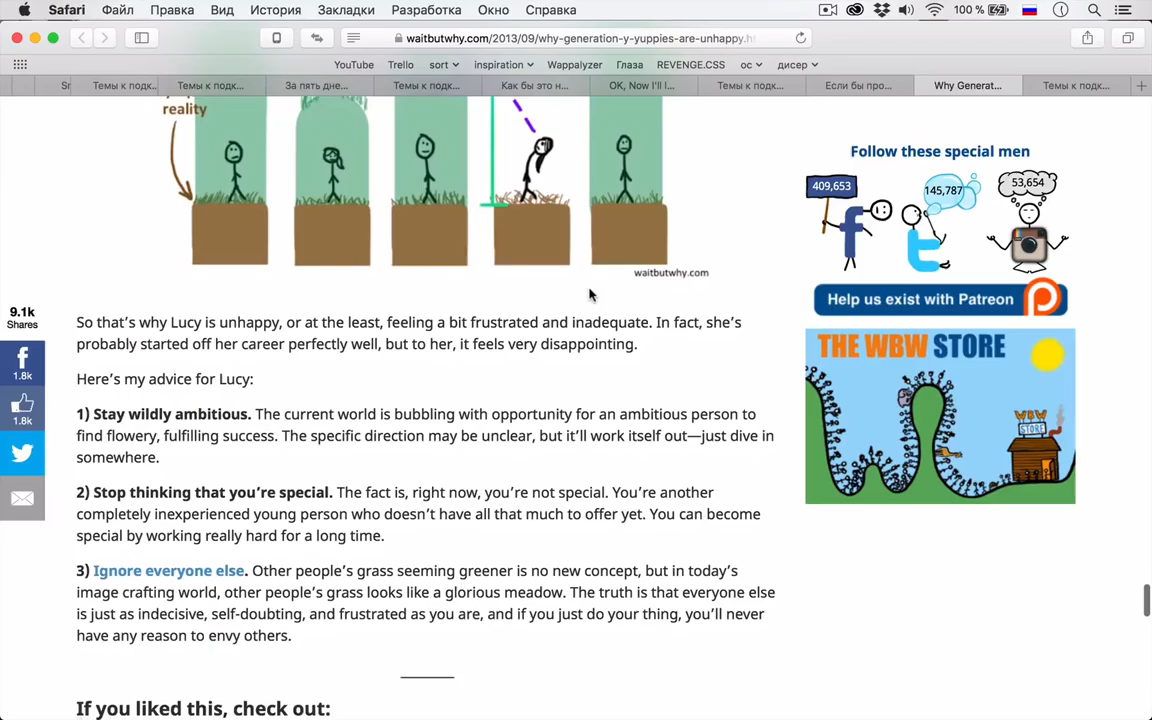 Safari Файл Правка Вид История Закладки Разработка Окно Справка 100 %
waitbutwhy.com/2013/09/why-generation-y-yuppies-are-unhappy.h
YouTube Trello sort inspiration Wappalyzer Глаза REVENGE.CSS ос дисер
Темы к подк Темы к подк... За пять дне... Темы к подк... Как бы это н... OK, Now I'll l... Темы к подк... Если бы про... Why Generat... Темы к подк...
reality
waitbutwhy.com
Follow these special men
409,653 145,787 53,654
Help us exist with Patreon
THE WBW STORE
WBW
STORE
9.1k
Shares
1.8k
1.8k
So that's why Lucy is unhappy, or at the least, feeling a bit frustrated and inadequate. In fact, she's
probably started off her career perfectly well, but to her, it feels very disappointing.
Here's my advice for Lucy:
1) Stay wildly ambitious. The current world is bubbling with opportunity for an ambitious person to
find flowery, fulfilling success. The specific direction may be unclear, but it'll work itself out—just dive in
somewhere.
2) Stop thinking that you're special. The fact is, right now, you're not special. You're another
completely inexperienced young person who doesn't have all that much to offer yet. You can become
special by working really hard for a long time.
3) Ignore everyone else. Other people's grass seeming greener is no new concept, but in today's
image crafting world, other people's grass looks like a glorious meadow. The truth is that everyone else
is just as indecisive, self-doubting, and frustrated as you are, and if you just do your thing, you'll never
have any reason to envy others.
If you liked this, check out: